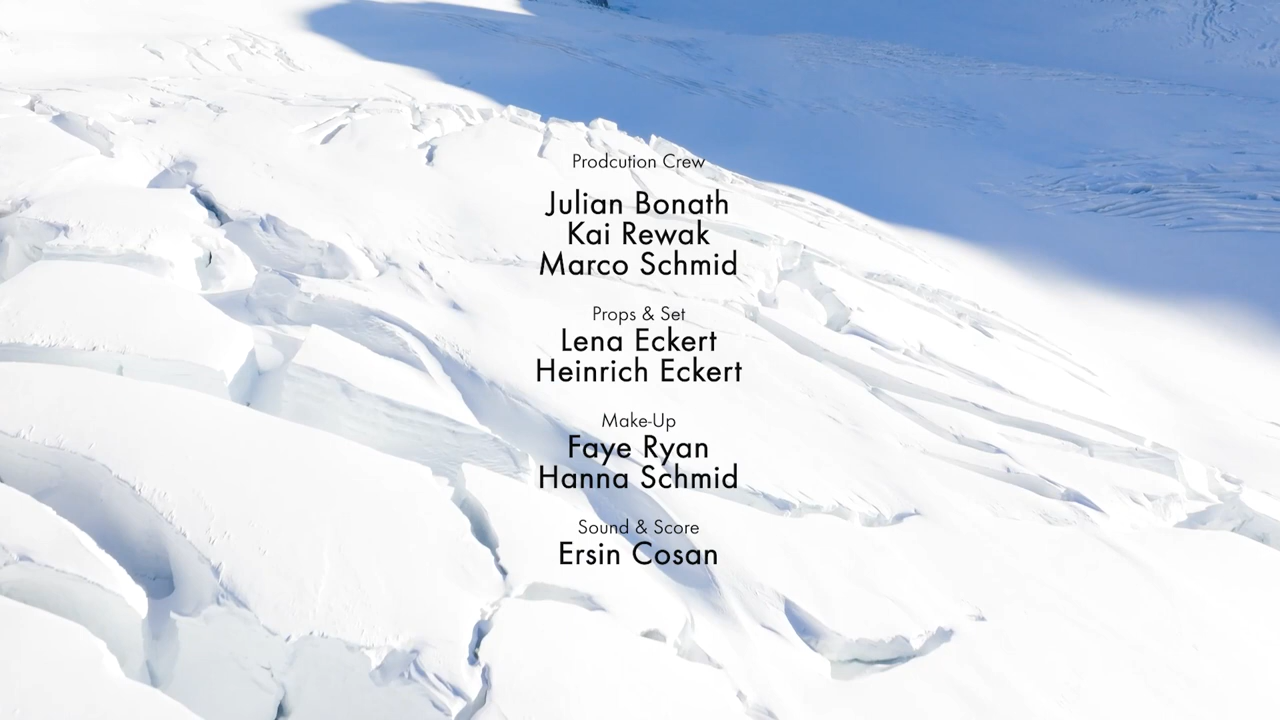 Prodcution Crew
Julian Bonath
Kai Rewak
Marco Schmid
Props & Set
Lena Eckert
Heinrich Eckert
Make-Up
Faye Ryan
Hanna Schmid
Sound & Score
Ersin Cosan